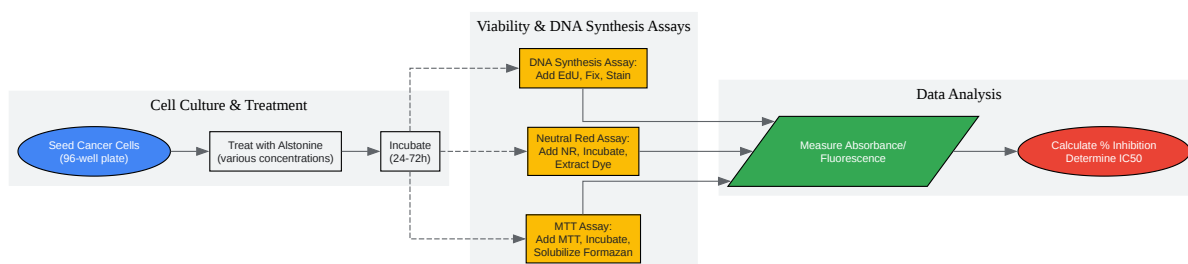 Cell Culture & Treatment
Seed Cancer Cells
(96-well plate)
Treat with Alstonine
(various concentrations)
Incubate
(24-72h)
Viability & DNA Synthesis Assays
DNA Synthesis Assay:
Add EdU, Fix, Stain
Neutral Red Assay:
Add NR, Incubate,
Extract Dye
MTT Assay:
Add MTT, Incubate,
Solubilize Formazan
Data Analysis
Measure Absorbance/
Fluorescence
Calculate % Inhibition
Determine IC50